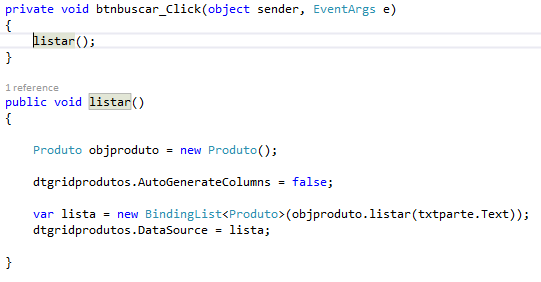 private void btnbuscar_Click(object sender, EventArgs e)
{
listar();
}
1 reference
public void listar()
{
Produto objproduto = new Produto();
dtgridprodutos.AutoGenerateColumns = false;
var lista = new BindingList<Produto>(objproduto.listar(txtparte.Text));
dtgridprodutos.DataSource = lista;
}